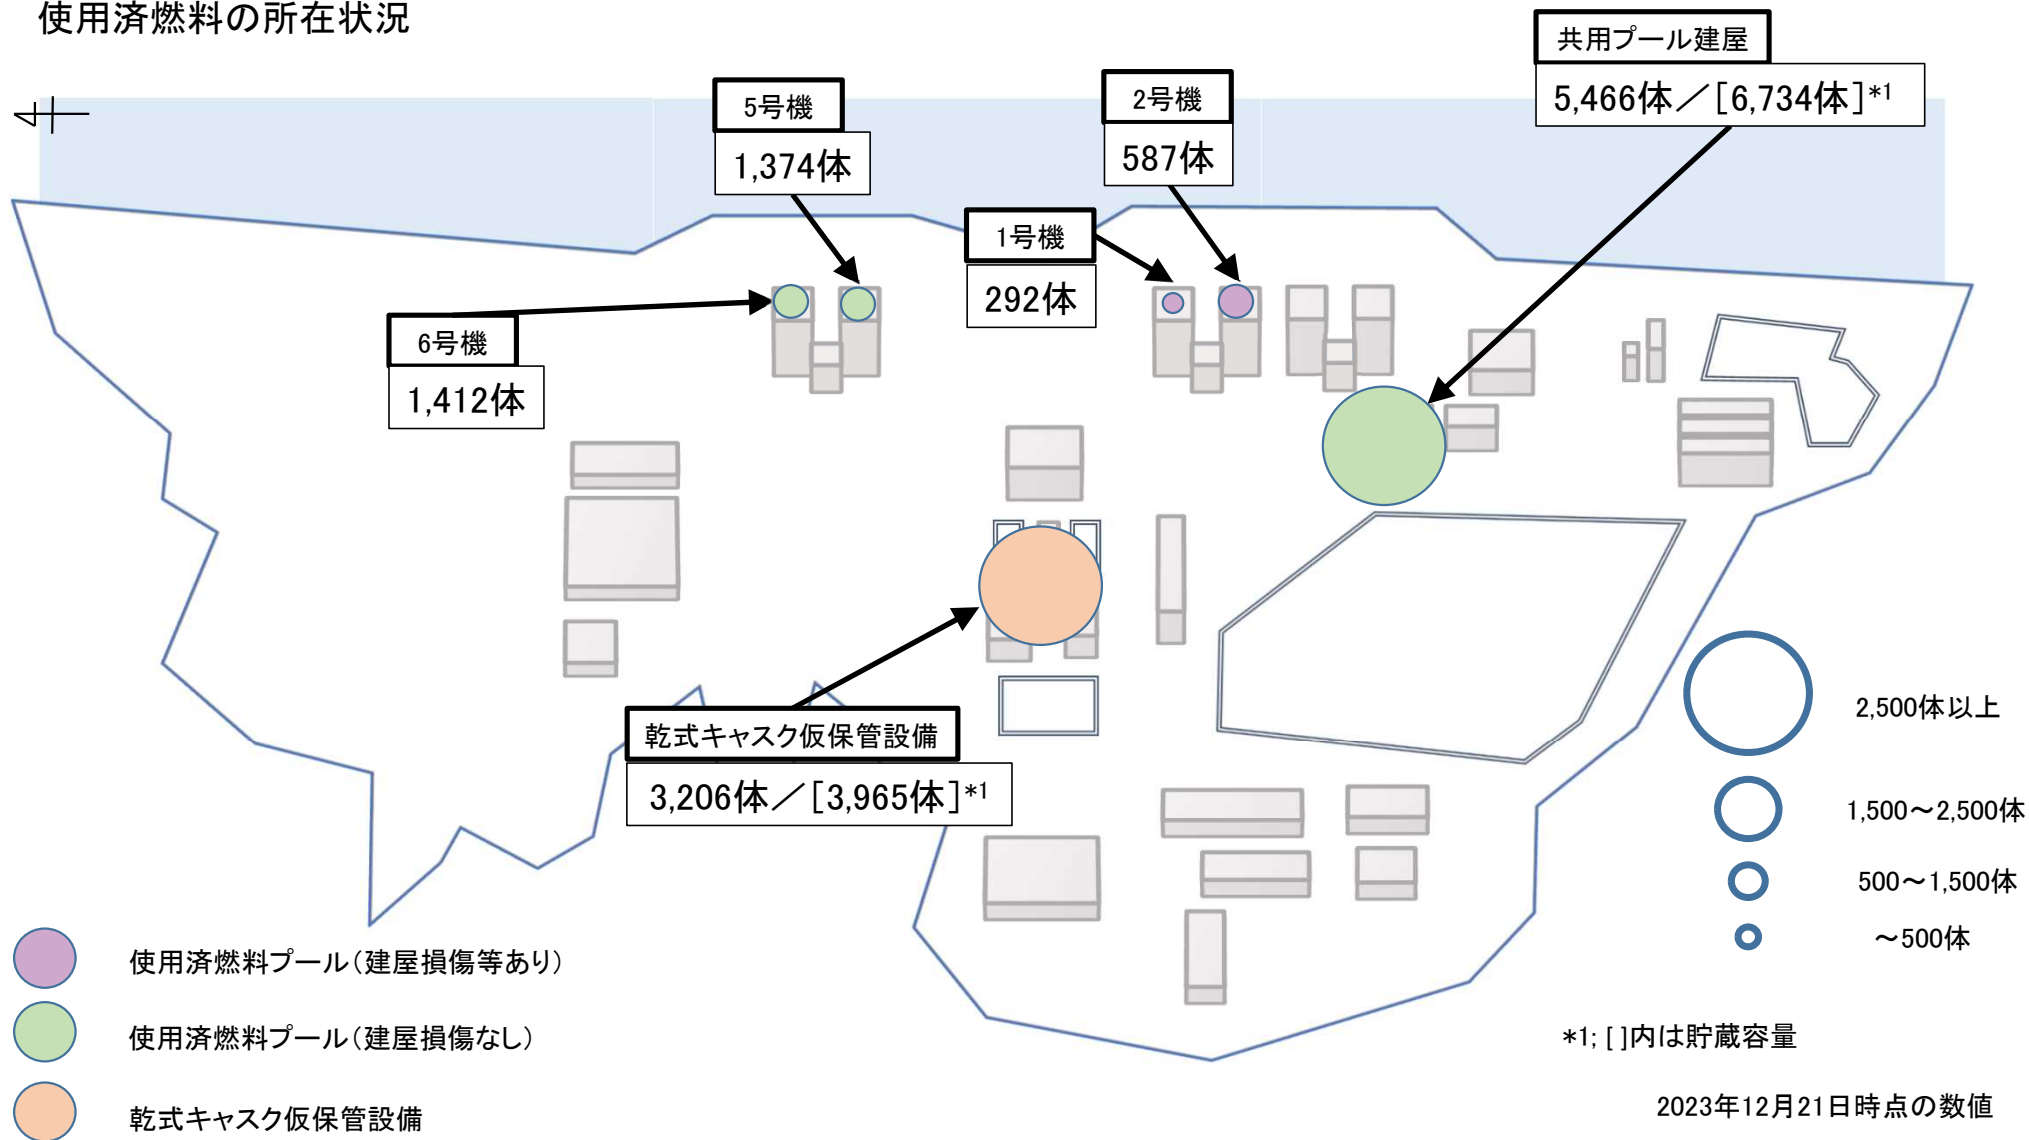 使用済燃料の所在状況
共用プール建屋
5,466体／[6,734体]*1
5号機
1,374体
2号機
587体
1号機
292体
6号機
1,412体
乾式キャスク仮保管設備
3,206体／[3,965体]*1
2,500体以上
1,500～2,500体
500～1,500体
～500体
使用済燃料プール（建屋損傷等あり）
使用済燃料プール（建屋損傷なし）
乾式キャスク仮保管設備
*1; [ ]内は貯蔵容量
2023年12月21日時点の数値